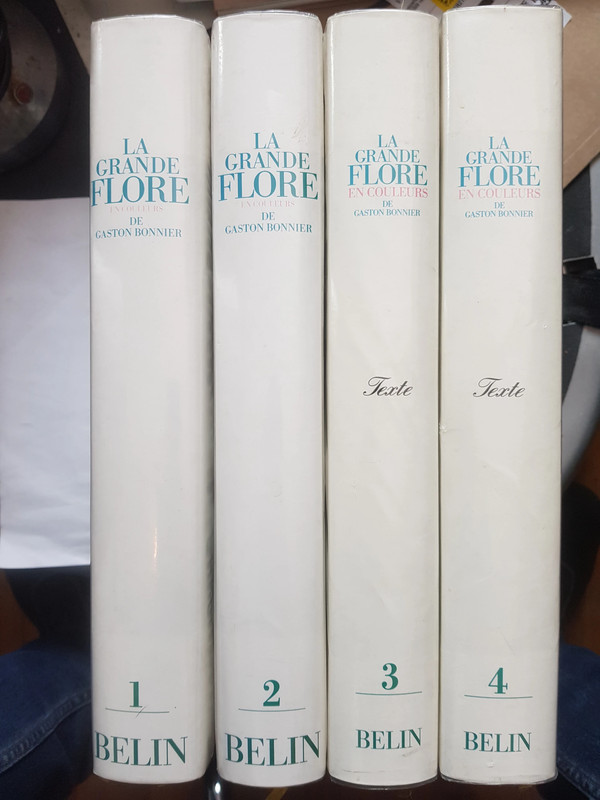 LA
GRANDE
FLORE
EN COULEURS
DE
GASTON BONNIER
1
BELIN
LA
GRANDE
FLORE
EN COULEURS
DE
GASTON BONNIER
2
BELIN
LA
GRANDE
FLORE
EN COULEURS
DE
GASTON BONNIER
Texte
3
BELIN
LA
GRANDE
FLORE
EN COULEURS
DE
GASTON BONNIER
Texte
4
BELIN